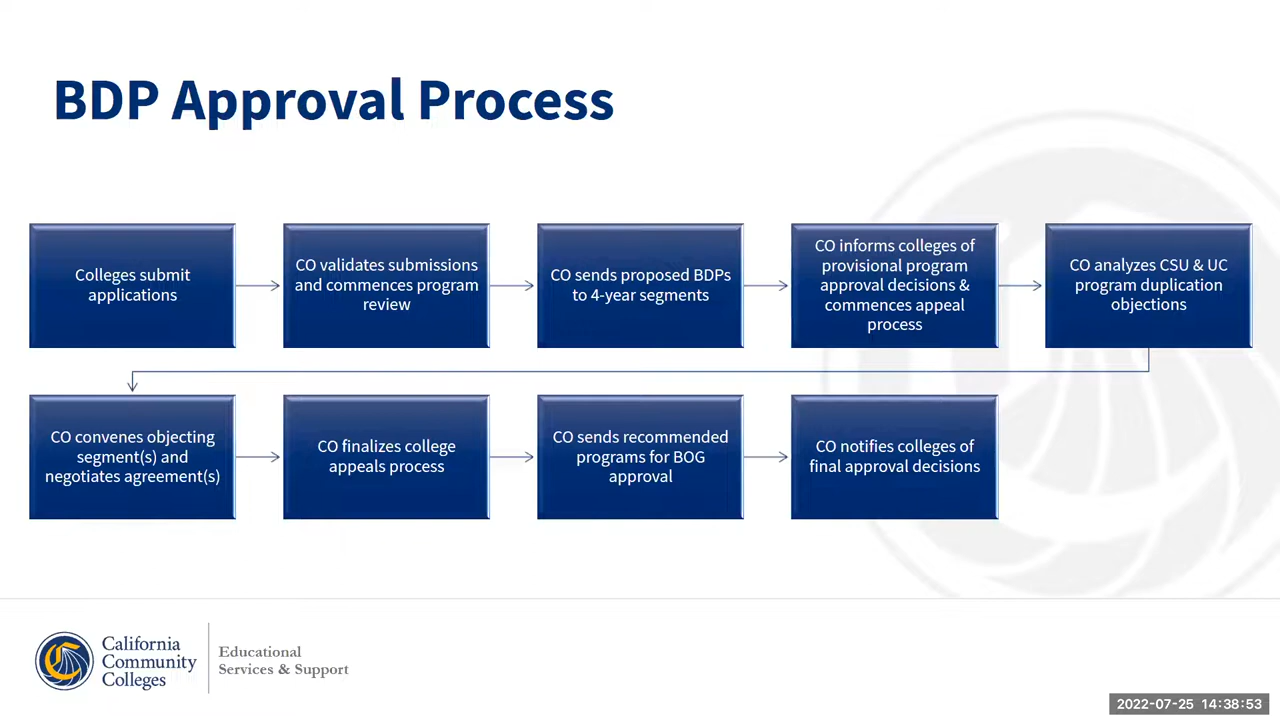 BDP Approval Process
Colleges submit
applications
CO validates submissions
and commences program
review
CO sends proposed BDPs
to 4-year segments
CO informs colleges of
provisional program
approval decisions &
commences appeal
process
CO analyzes CSU & UC
program duplication
objections
CO convenes objecting
segment(s) and
negotiates agreement(s)
CO finalizes college
appeals process
CO sends recommended
programs for BOG
approval
CO notifies colleges of
final approval decisions
California
Community
Colleges
Educational
Services & Support
2022-07-25 14:38:53